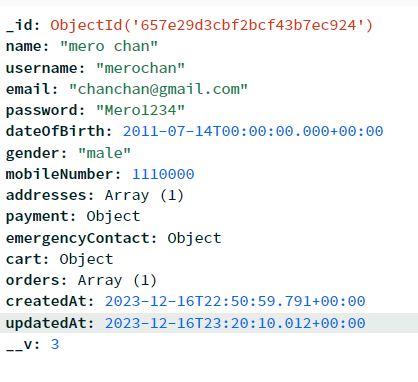 _id: ObjectId('657e29d3cbf2bcf43b7ec924')
name: "mero chan"
username: "merochan"
email: "chanchan@gmail.com"
password: "Mero1234"
dateOfBirth: 2011-07-14T00:00:00.000+00:00
gender: "male"
mobileNumber: 1110000
addresses: Array (1)
payment: Object
emergencyContact: Object
cart: Object
orders: Array (1)
createdAt: 2023-12-16T22:50:59.791+00:00
updatedAt: 2023-12-16T23:20:10.012+00:00
__v: 3